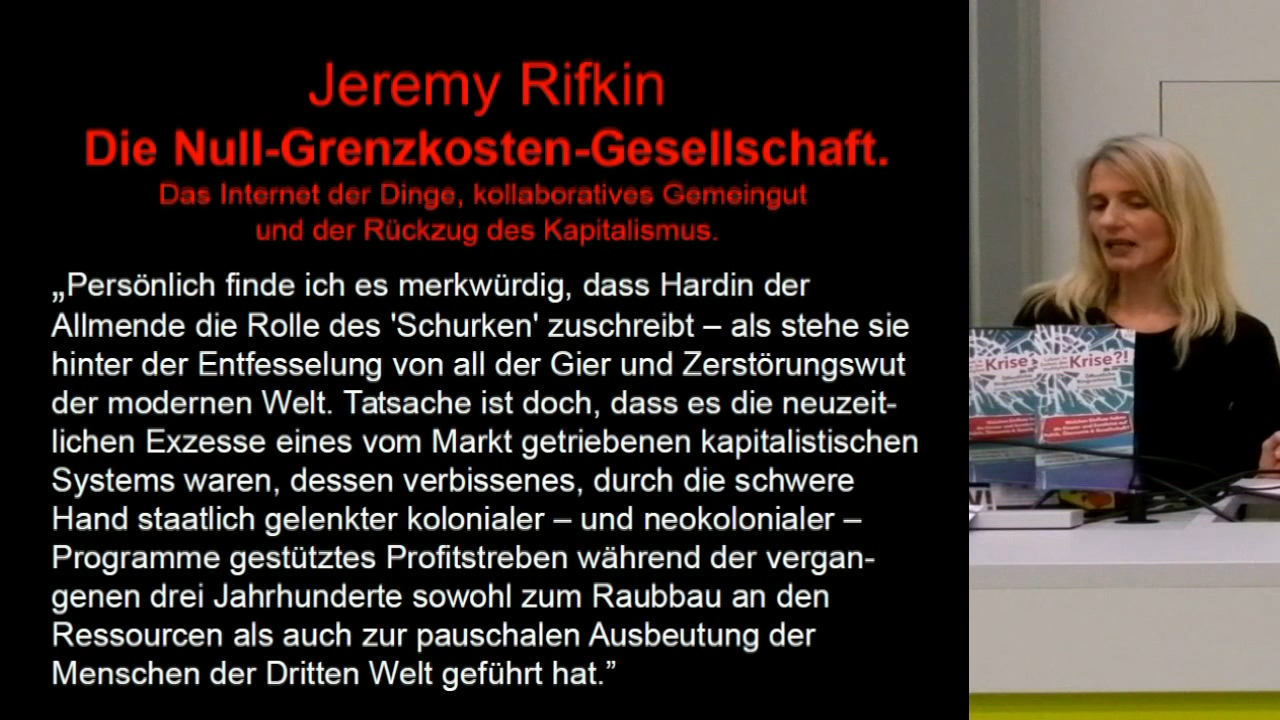 Jeremy Rifkin
Die Null-Grenzkosten-Gesellschaft.
Das Internet der Dinge, kollaboratives Gemeingut
und der Rückzug des Kapitalismus.
„Persönlich finde ich es merkwürdig, dass Hardin der
Allmende die Rolle des 'Schurken' zuschreibt – als stehe sie
hinter der Entfesselung von all der Gier und Zerstörungswut
der modernen Welt. Tatsache ist doch, dass es die neuzeit-
lichen Exzesse eines vom Markt getriebenen kapitalistischen
Systems waren, dessen verbissenes, durch die schwere
Hand staatlich gelenkter kolonialer – und neokolonialer –
Programme gestütztes Profitstreben während der vergan-
genen drei Jahrhunderte sowohl zum Raubbau an den
Ressourcen als auch zur pauschalen Ausbeutung der
Menschen der Dritten Welt geführt hat.”
Krise
Krise?!